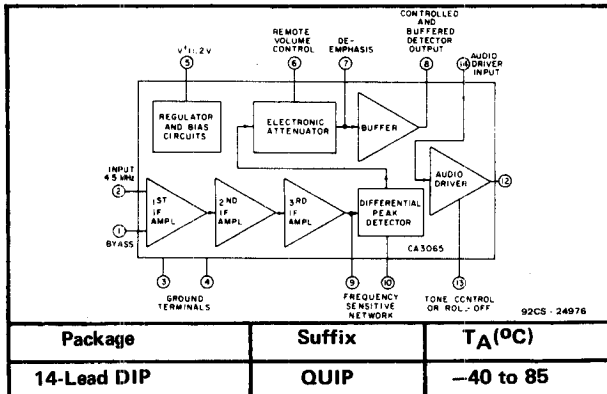 CONTROLLED
AND
BUFFERED
DETECTOR
OUTPUT
REMOTE
VOLUME
CONTROL
DE-
EMPHASIS
AUDIO
DRIVER
INPUT
5
6
7
8
14
REGULATOR
AND BIAS
CIRCUITS
ELECTRONIC
ATTENUATOR
BUFFER
INPUT
4.5 MHz
2
1ST
IF
AMPL
2ND
IF
AMPL
3RD
IF
AMPL
DIFFERENTIAL
PEAK
DETECTOR
AUDIO
DRIVER
12
1
BYASS
CA3065
3
4
9
10
13
GROUND
TERMINALS
FREQUENCY
SENSITIVE
NETWORK
TONE CONTROL
OR ROLL-OFF
92CS-24976
Package Suffix TA(°C)
14-Lead DIP QUIP −40 to 85